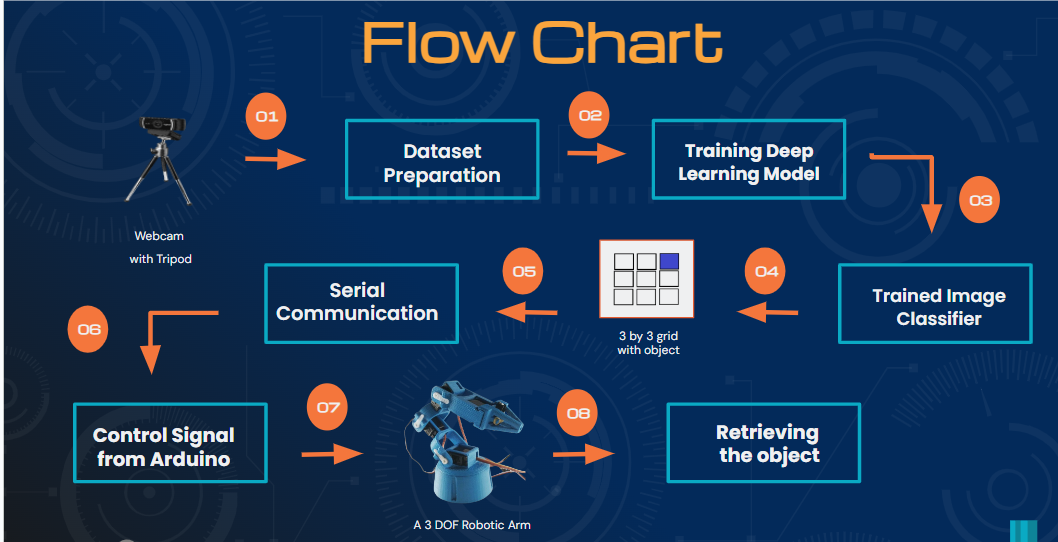 Flow Chart
01
02
Dataset
Preparation
Training Deep
Learning Model
03
Webcam
with Tripod
04
05
Serial
Communication
3 by 3 grid
with object
Trained Image
Classifier
06
07
08
Control Signal
from Arduino
Retrieving
the object
A 3 DOF Robotic Arm